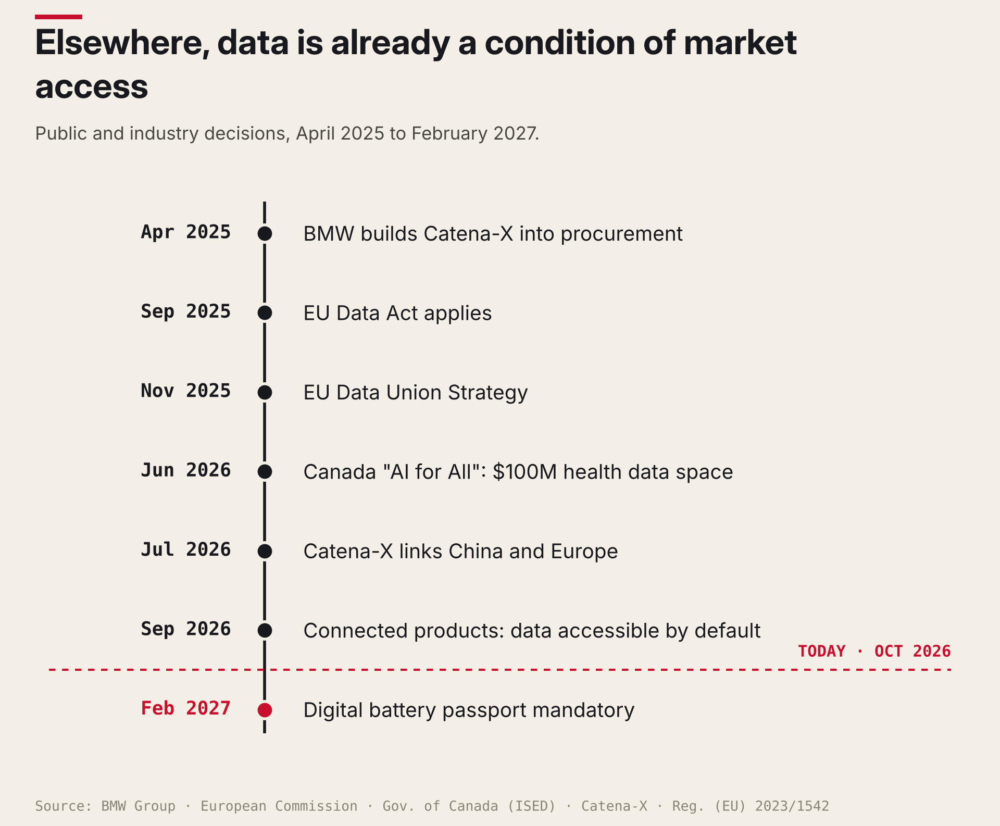 Elsewhere, data is already a condition of market
access
Public and industry decisions, April 2025 to February 2027.
Apr 2025 BMW builds Catena-X into procurement
Sep 2025 EU Data Act applies
Nov 2025 EU Data Union Strategy
Jun 2026 Canada "AI for All": $100M health data space
Jul 2026 Catena-X links China and Europe
Sep 2026 Connected products: data accessible by default
TODAY · OCT 2026
Feb 2027 Digital battery passport mandatory
Source: BMW Group · European Commission · Gov. of Canada (ISED) · Catena-X · Reg. (EU) 2023/1542